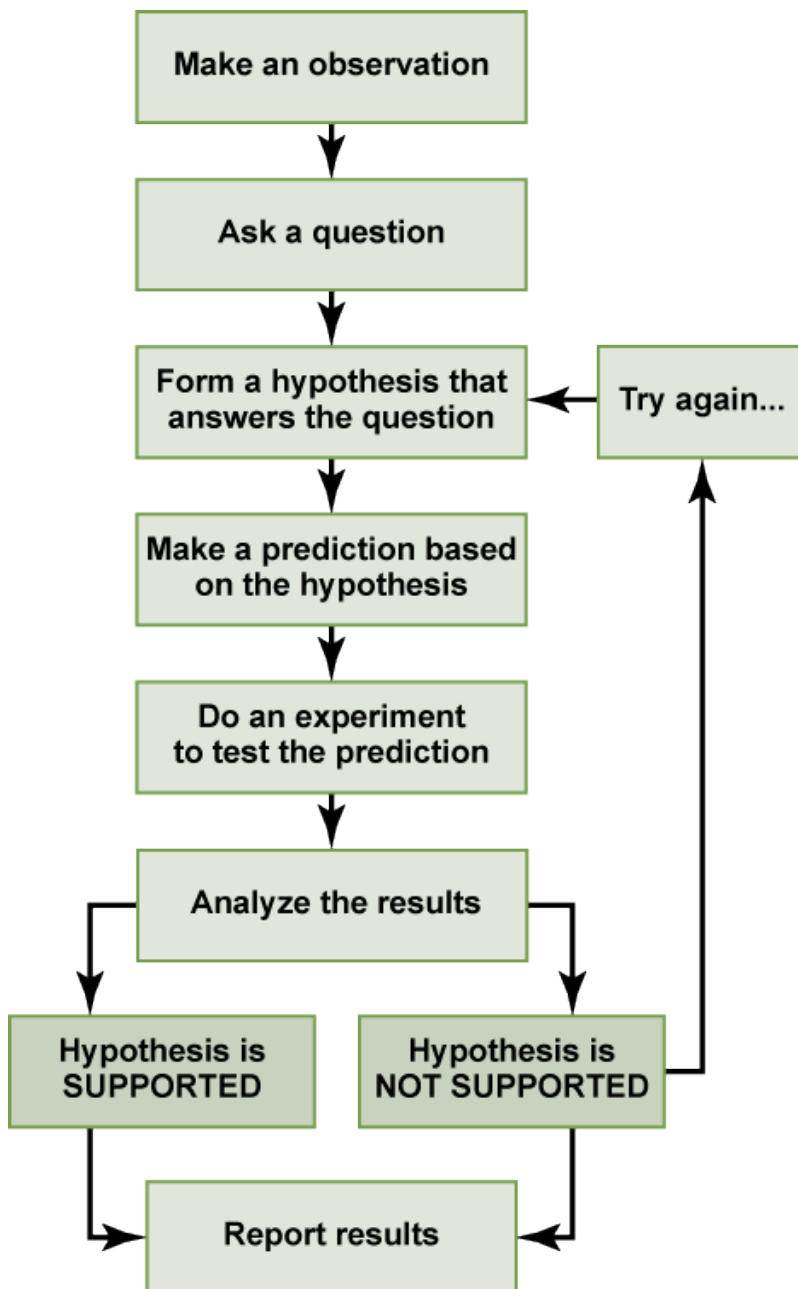 Make an observation
Ask a question
Form a hypothesis that
answers the question
Try again...
Make a prediction based
on the hypothesis
Do an experiment
to test the prediction
Analyze the results
Hypothesis is
SUPPORTED
Hypothesis is
NOT SUPPORTED
Report results